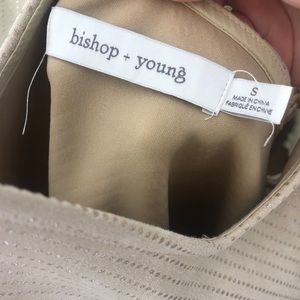 bishop + young
S
MADE IN CHINA
FABRIQUÉ EN CHINE